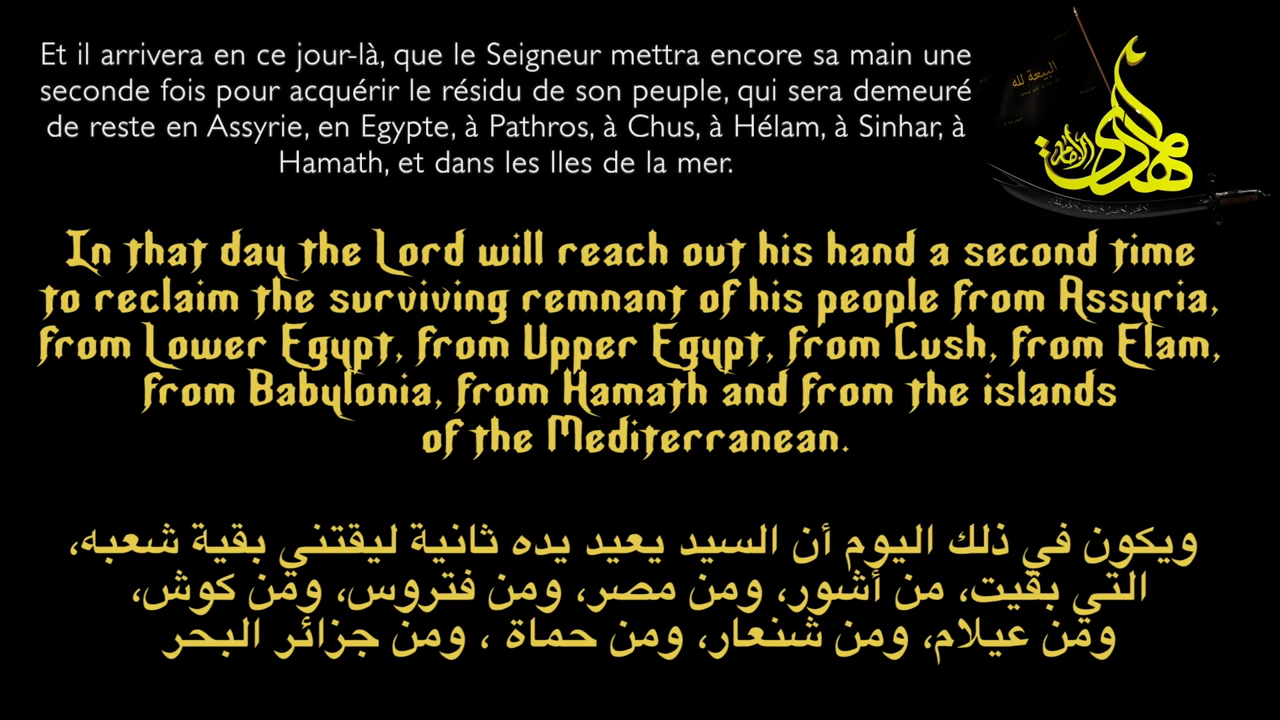 Et il arrivera en ce jour-là, que le Seigneur mettra encore sa main une
seconde fois pour acquérir le résidu de son peuple, qui sera demeuré
de reste en Assyrie, en Egypte, à Pathros, à Chus, à Hélam, à Sinhar, à
Hamath, et dans les lles de la mer.
البيعة لله
In that day the Lord will reach out his hand a second time
to reclaim the surviving remnant of his people from Assyria,
from Lower Egypt, from Upper Egypt, from Cush, from Elam,
from Babylonia, from Hamath and from the islands
of the Mediterranean.
ويكون في ذلك اليوم أن السيد يعيد يده ثانية ليقتني بقية شعبه،
التي بقيت، من أشور، ومن مصر، ومن فتروس، ومن كوش،
ومن عيلام، ومن شنعار، ومن حماة ، ومن جزائر البحر